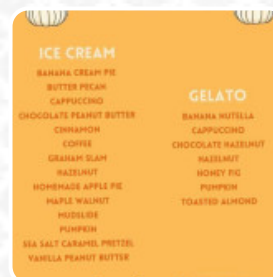 ICE CREAM
BANANA CREAM PIE
BUTTER PECAN
CAPPUCCINO
CHOCOLATE PEANUT BUTTER
CINNAMON
COFFEE
GRAHAM SLAM
HAZELNUT
HOMEMADE APPLE PIE
MAPLE WALNUT
MUDSLIDE
PUMPKIN
SEA SALT CARAMEL PRETZEL
VANILLA PEANUT BUTTER
GELATO
BANANA NUTELLA
CAPPUCCINO
CHOCOLATE HAZELNUT
HAZELNUT
HONEY FIG
PUMPKIN
TOASTED ALMOND